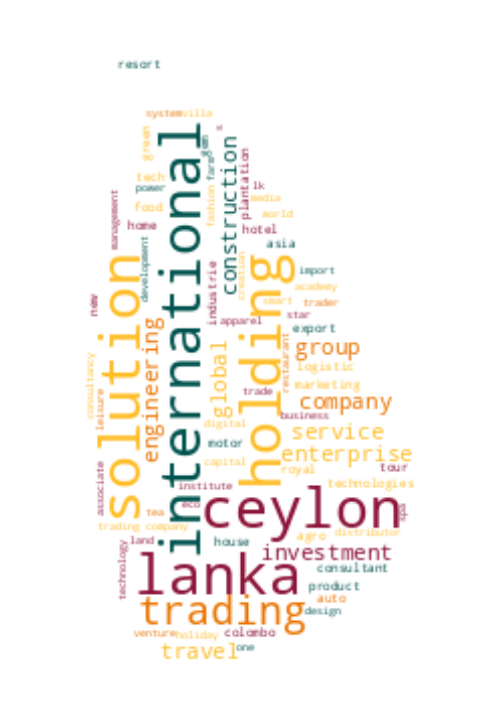 resort
system
villa
s
green
gem
farm
construction
international
plantation
tech
power
lk
management
food
fashion
media
world
home
hotel
development
asia
solution
holding
industrie
creation
import
academy
new
smart
trader
star
apparel
export
engineering
global
restaurant
group
logistic
consultancy
leisure
trade
marketing
company
business
digital
service
motor
enterprise
capital
royal
tour
associate
institute
technologies
eco
ceylon
spa
tea
trading company
land
house
agro
distributor
technology
investment
lanka
consultant
product
auto
trading
design
venture
holiday
colombo
travel
one